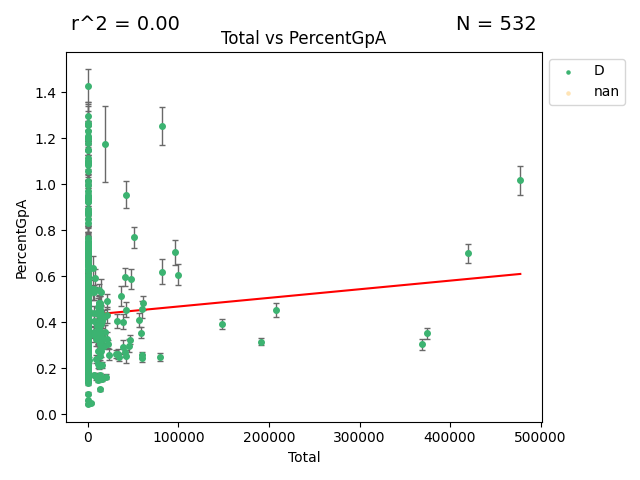 r^2 = 0.00
N = 532
Total vs PercentGpA
D
nan
PercentGpA
1.4
1.2
1.0
0.8
0.6
0.4
0.2
0.0
0
100000
200000
300000
400000
500000
Total